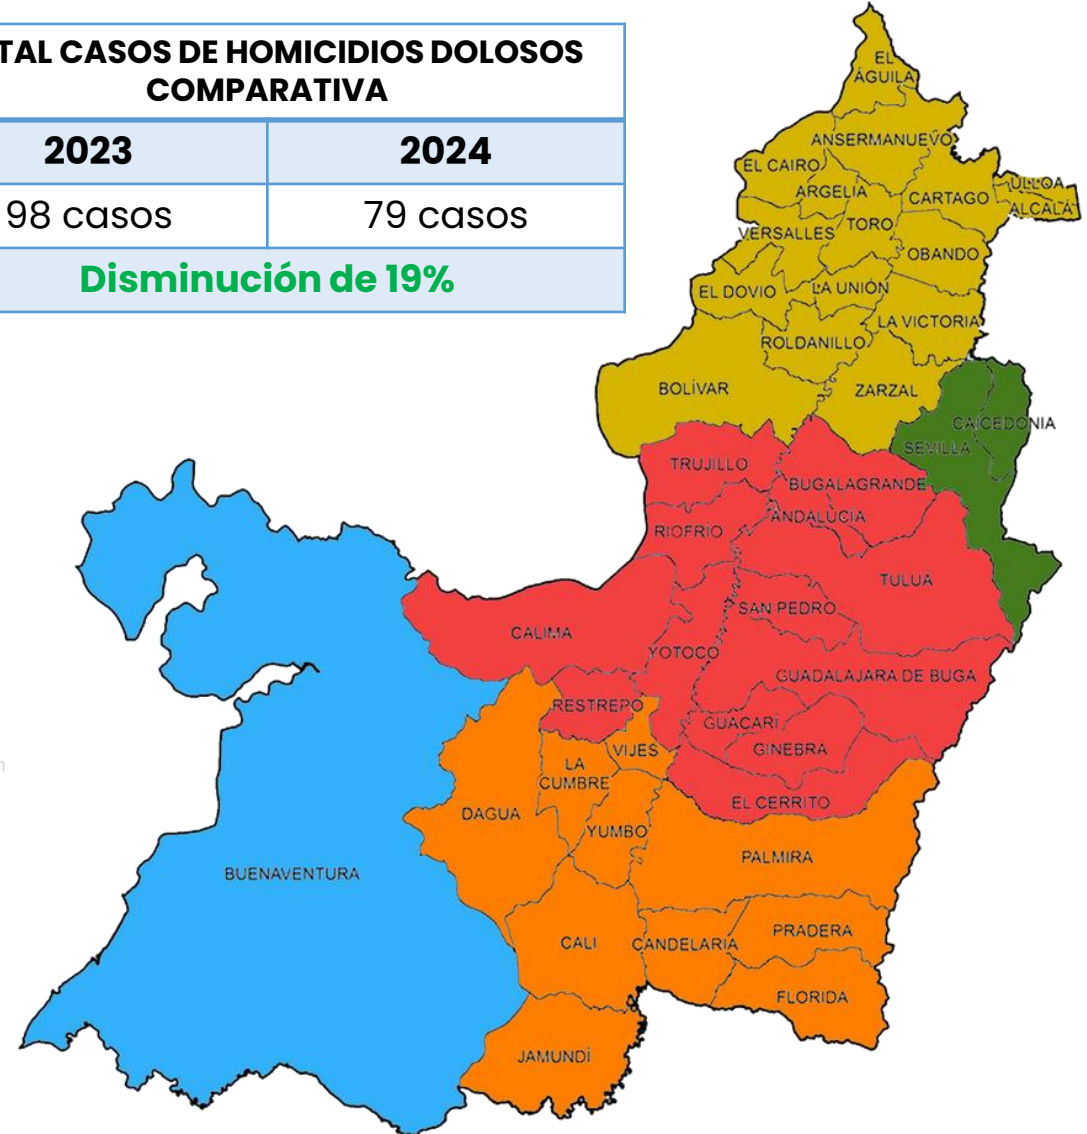 TAL CASOS DE HOMICIDIOS DOLOSOS
COMPARATIVA
2023 2024
98 casos 79 casos
Disminución de 19%
EL
ÁGUILA
ANSERMANUEVO
EL CAIRO
ARGELIA
CARTAGO
ULLOA
ALCALÁ
VERSALLES
TORO
OBANDO
EL DOVIO
LA UNIÓN
LA VICTORIA
ROLDANILLO
BOLÍVAR
ZARZAL
CAICEDONIA
SEVILLA
TRUJILLO
BUGALAGRANDE
ANDALUCÍA
RIOFRÍO
TULUÁ
SAN PEDRO
CALIMA
YOTOCO
GUADALAJARA DE BUGA
RESTREPO
GUACARÍ
GINEBRA
VIJES
LA
CUMBRE
EL CERRITO
DAGUA
YUMBO
PALMIRA
BUENAVENTURA
PRADERA
CALI
CANDELARIA
FLORIDA
JAMUNDÍ